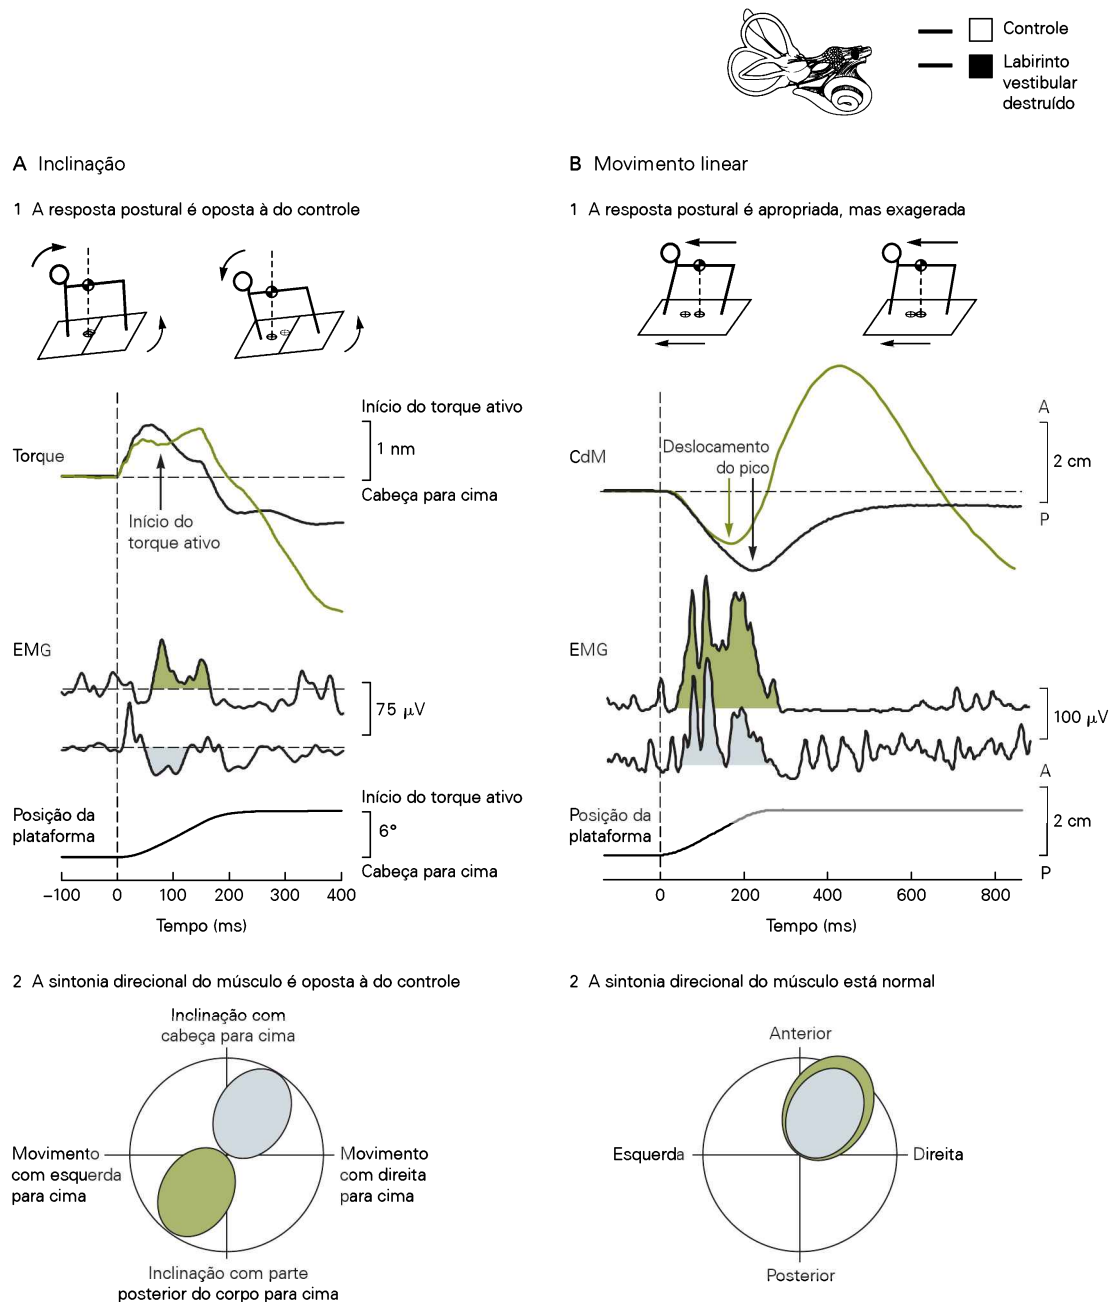 Controle
Labirinto
vestibular
destruído
A Inclinação
1 A resposta postural é oposta à do controle
Início do torque ativo
1 nm
Torque
Cabeça para cima
Início do
torque ativo
EMG
75 μV
Início do torque ativo
Posição da
plataforma
6°
Cabeça para cima
–100 0 100 200 300 400
Tempo (ms)
2 A sintonia direcional do músculo é oposta à do controle
Inclinação com
cabeça para cima
Movimento
com esquerda
para cima
Movimento
com direita
para cima
Inclinação com parte
posterior do corpo para cima
B Movimento linear
1 A resposta postural é apropriada, mas exagerada
A
Deslocamento
do pico
CdM
2 cm
P
EMG
100 μV
A
Posição da
plataforma
2 cm
P
0 200 400 600 800
Tempo (ms)
2 A sintonia direcional do músculo está normal
Anterior
Esquerda
Direita
Posterior